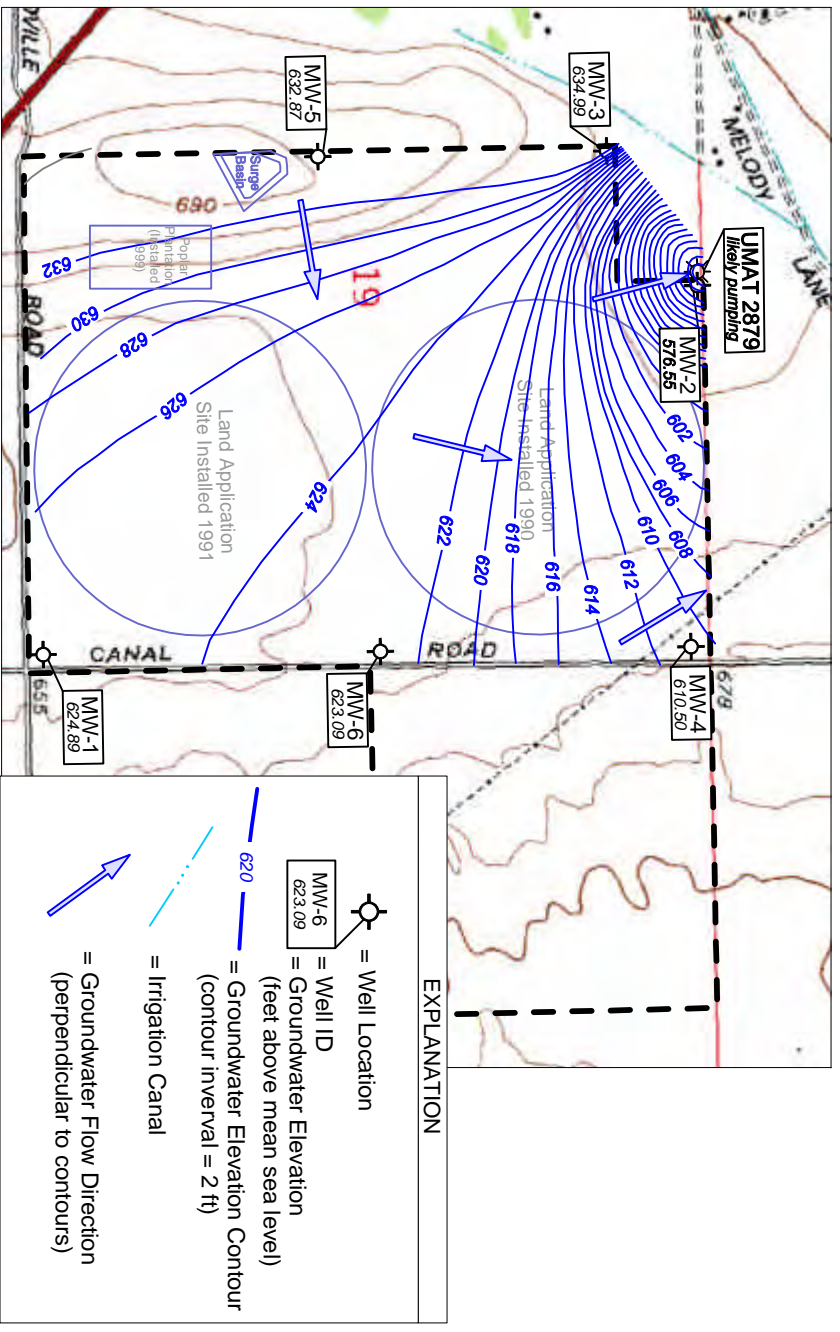 OVILLE
ROAD
MW-5
632.87
MW-3
634.99
MELODY
LANE
UMAT 2879
likely pumping
MW-2
576.55
Surge
Basin
690
Poplar
Plantation
(Installed
1999)
19
632
630
628
626
624
622
620
618
616
614
612
610
608
606
604
602
Land Application
Site Installed 1990
Land Application
Site Installed 1991
CANAL
ROAD
MW-4
610.50
678
MW-6
623.09
MW-1
624.89
655
EXPLANATION
= Well Location
MW-6
623.09
= Well ID
= Groundwater Elevation
(feet above mean sea level)
620
= Groundwater Elevation Contour
(contour inverval = 2 ft)
= Irrigation Canal
= Groundwater Flow Direction
(perpendicular to contours)